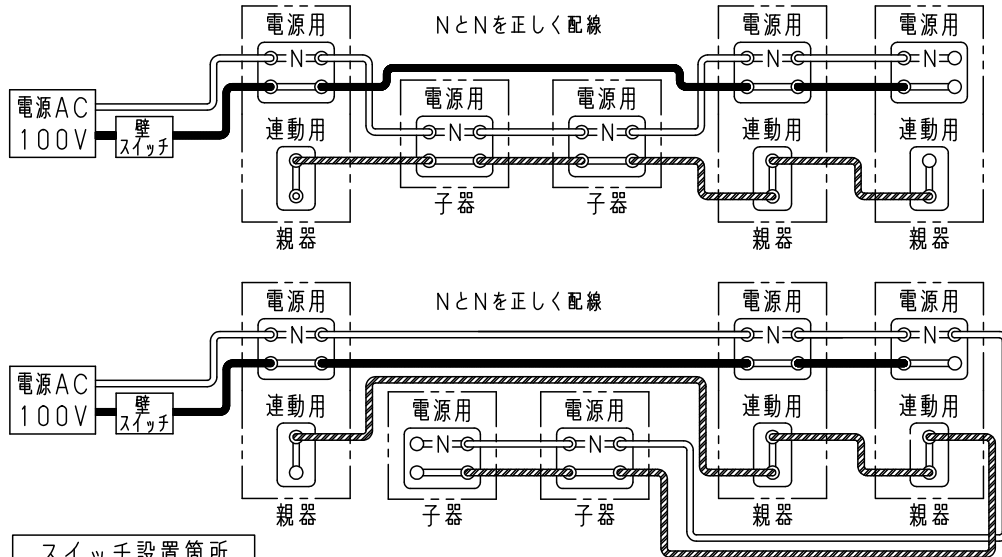 電源用
NとNを正しく配線
電源用
電源用
N
N
N
電源AC
100V
壁
スイッチ
電源用
電源用
連動用
N
N
連動用
連動用
子器
子器
親器
親器
親器
電源用
NとNを正しく配線
電源用
電源用
N
N
N
電源AC
100V
壁
スイッチ
連動用
電源用
電源用
連動用
連動用
N
N
親器
子器
子器
親器
親器
スイッチ設置箇所